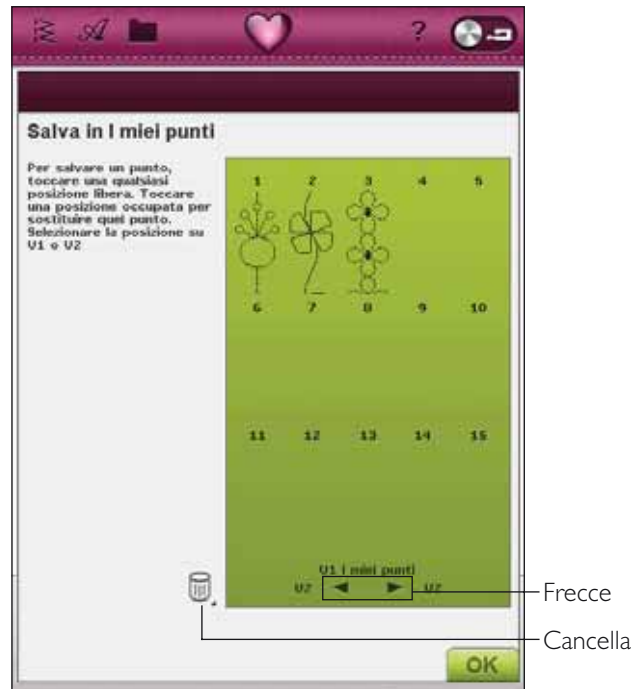 ?
Salva in I miei punti
Per salvare un punto,
toccare una qualsiasi
posizione libera. Toccare
una posizione occupata per
sostituire quel punto.
Selezionare la posizione su
U1 o U2
1 2 3 4 5
6 7 8 9 10
11 12 13 14 15
U1 I miei punti
U2 U2
Frecce
Cancella
OK